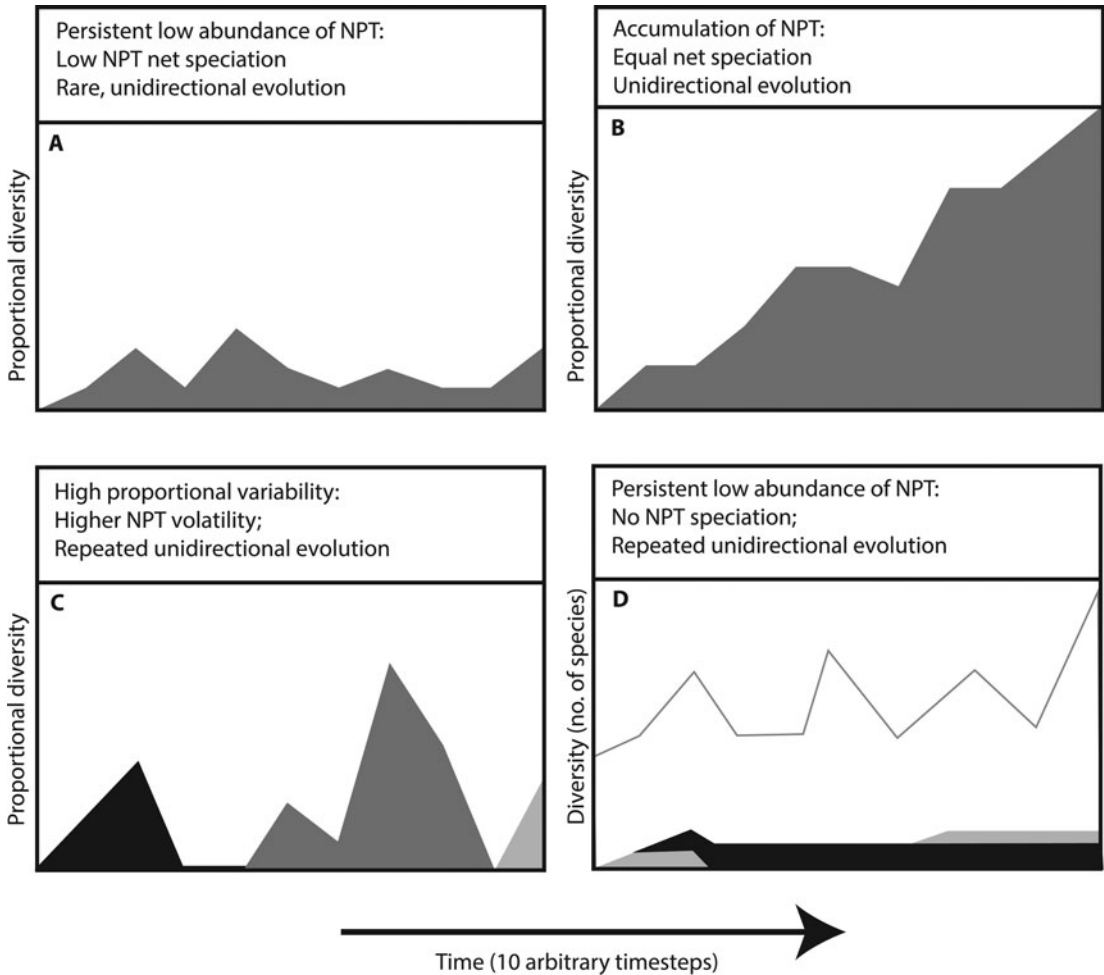 Persistent low abundance of NPT:
Low NPT net speciation
Rare, unidirectional evolution
A
Proportional diversity
Accumulation of NPT:
Equal net speciation
Unidirectional evolution
B
Proportional diversity
High proportional variability:
Higher NPT volatility;
Repeated unidirectional evolution
C
Proportional diversity
Persistent low abundance of NPT:
No NPT speciation;
Repeated unidirectional evolution
D
Diversity (no. of species)
Time (10 arbitrary timesteps)